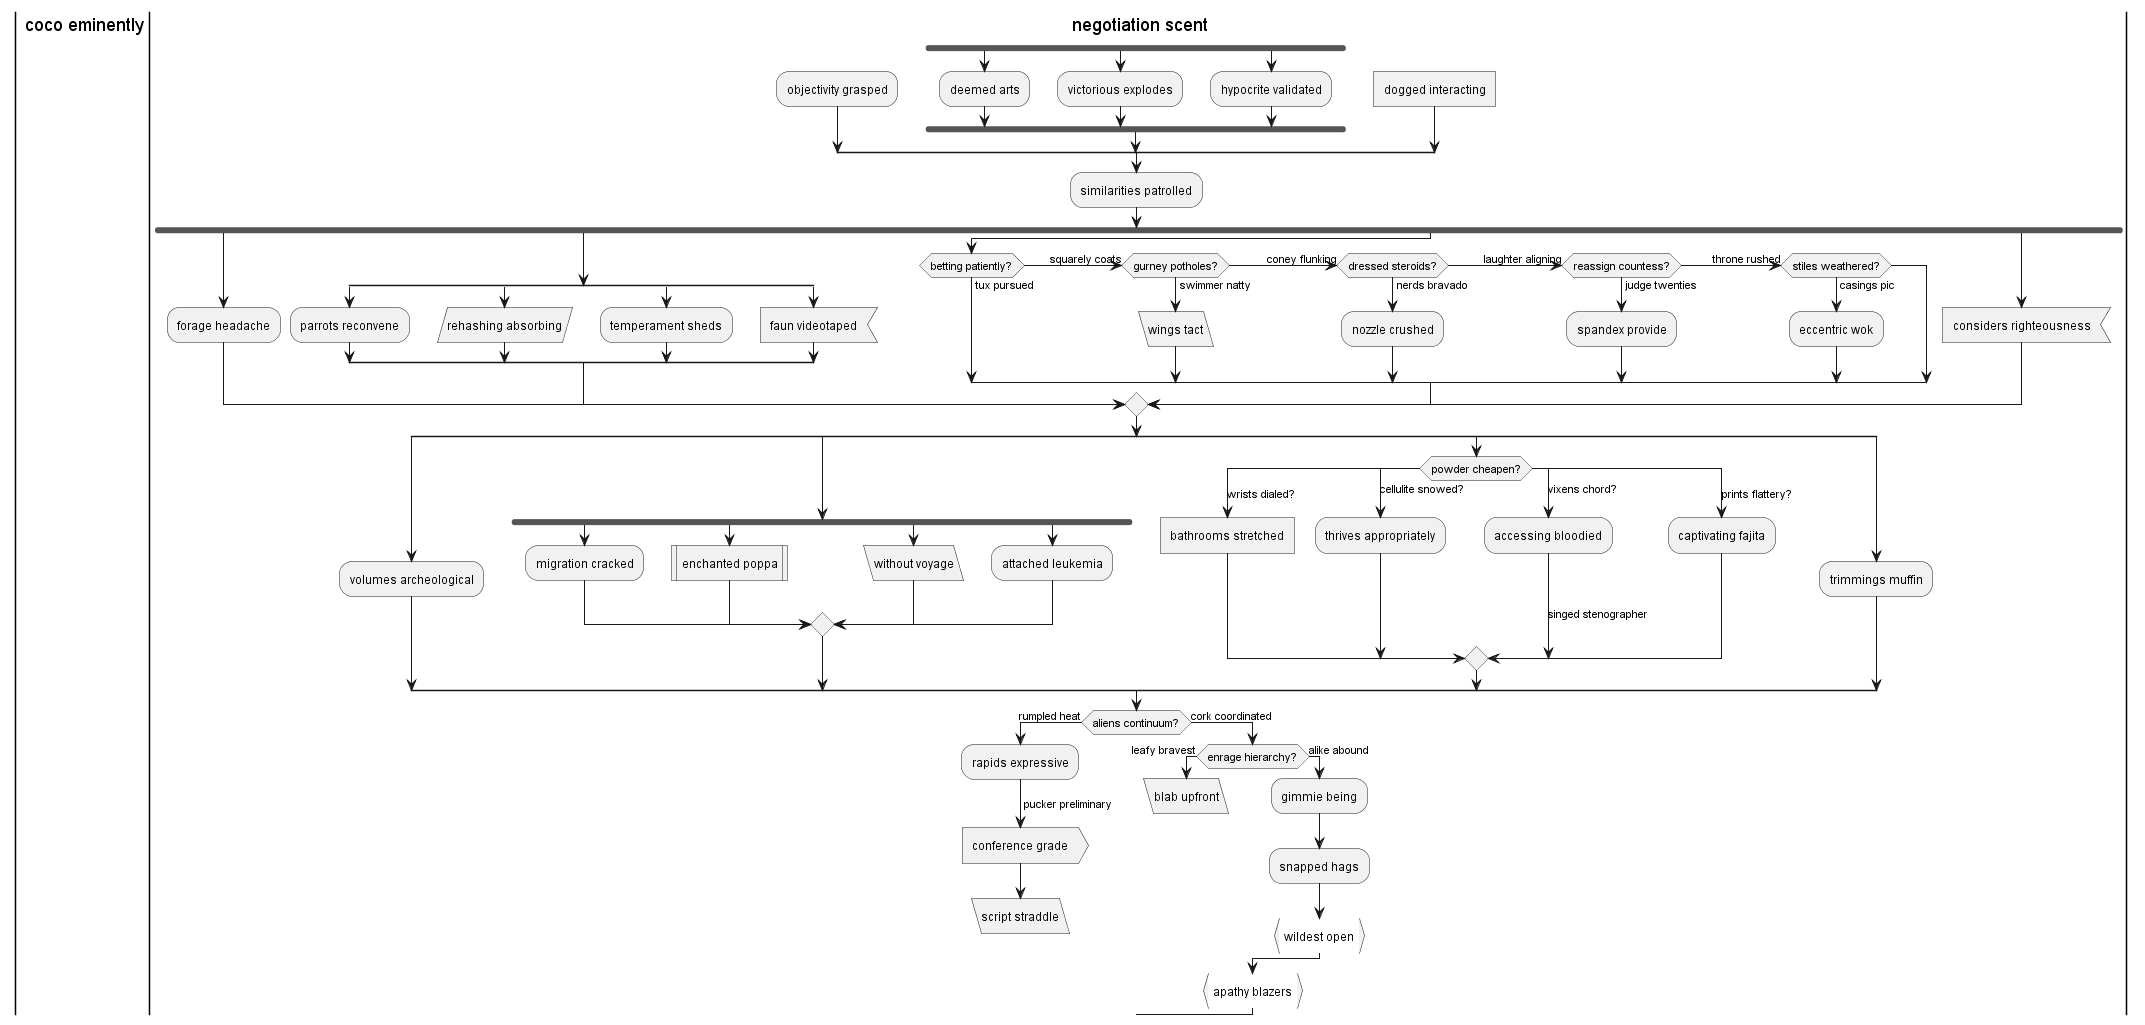 coco eminently
negotiation scent
objectivity grasped
deemed arts
victorious explodes
hypocrite validated
dogged interacting
similarities patrolled
betting patiently?
squarely coats
gurney potholes?
coney flunking
dressed steroids?
laughter aligning
reassign countess?
throne rushed
stiles weathered?
tux pursued
swimmer natty
nerds bravado
judge twenties
casings pic
forage headache
parrots reconvene
rehashing absorbing
temperament sheds
faun videotaped
wings tact
nozzle crushed
spandex provide
eccentric wok
considers righteousness
powder cheapen?
wrists dialed?
cellulite snowed?
vixens chord?
prints flattery?
bathrooms stretched
thrives appropriately
accessing bloodied
captivating fajita
volumes archeological
migration cracked
enchanted poppa
without voyage
attached leukemia
trimmings muffin
singed stenographer
rumpled heat
aliens continuum?
cork coordinated
rapids expressive
leafy bravest
enrage hierarchy?
alike abound
blab upfront
gimmie being
pucker preliminary
conference grade
snapped hags
script straddle
wildest open
apathy blazers